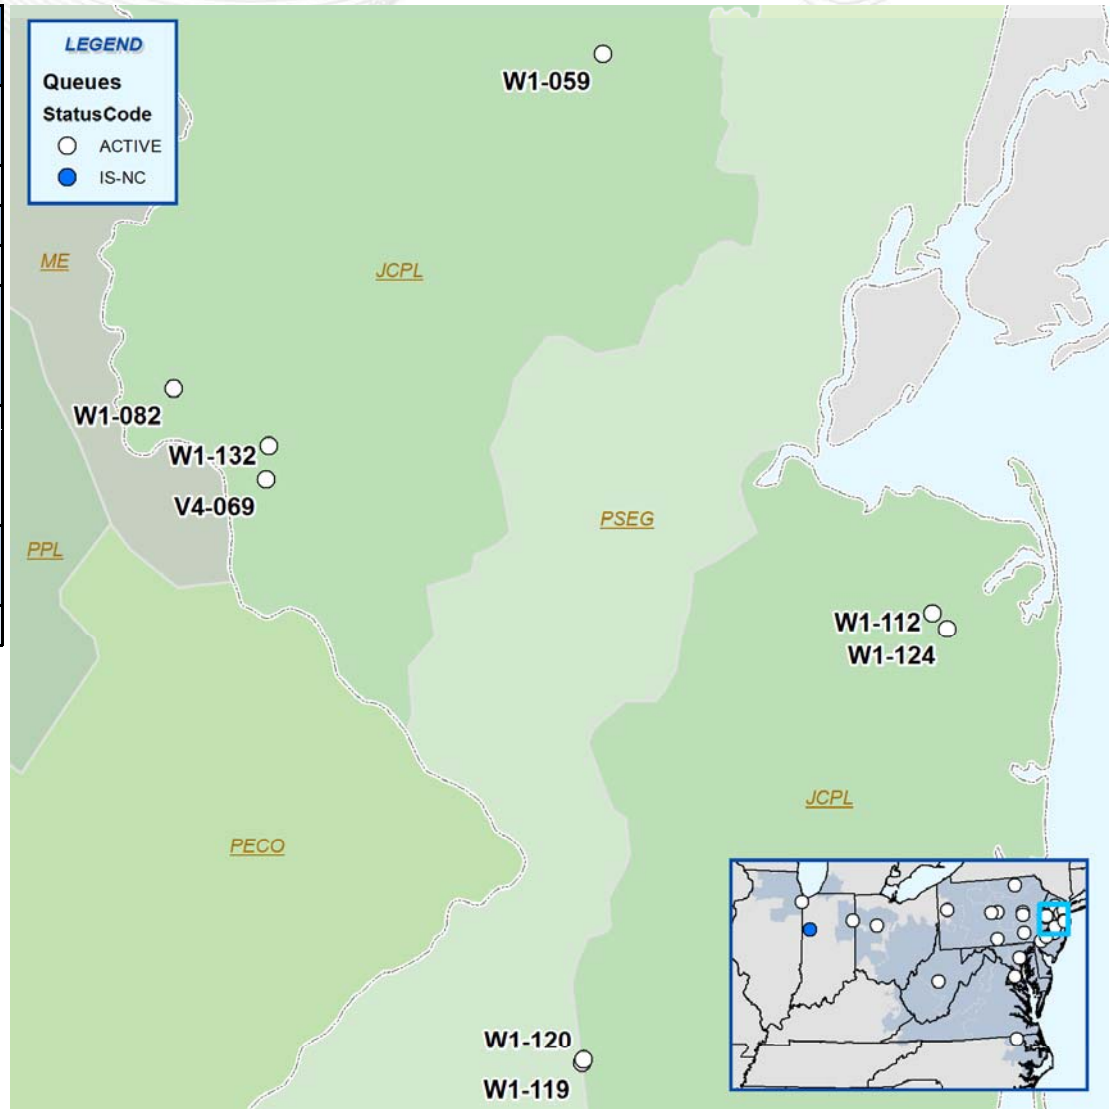 LEGEND
Queues
StatusCode
ACTIVE
IS-NC
W1-059
ME
JCPL
W1-082
W1-132
V4-069
PSEG
PPL
W1-112
W1-124
JCPL
PECO
W1-120
W1-119